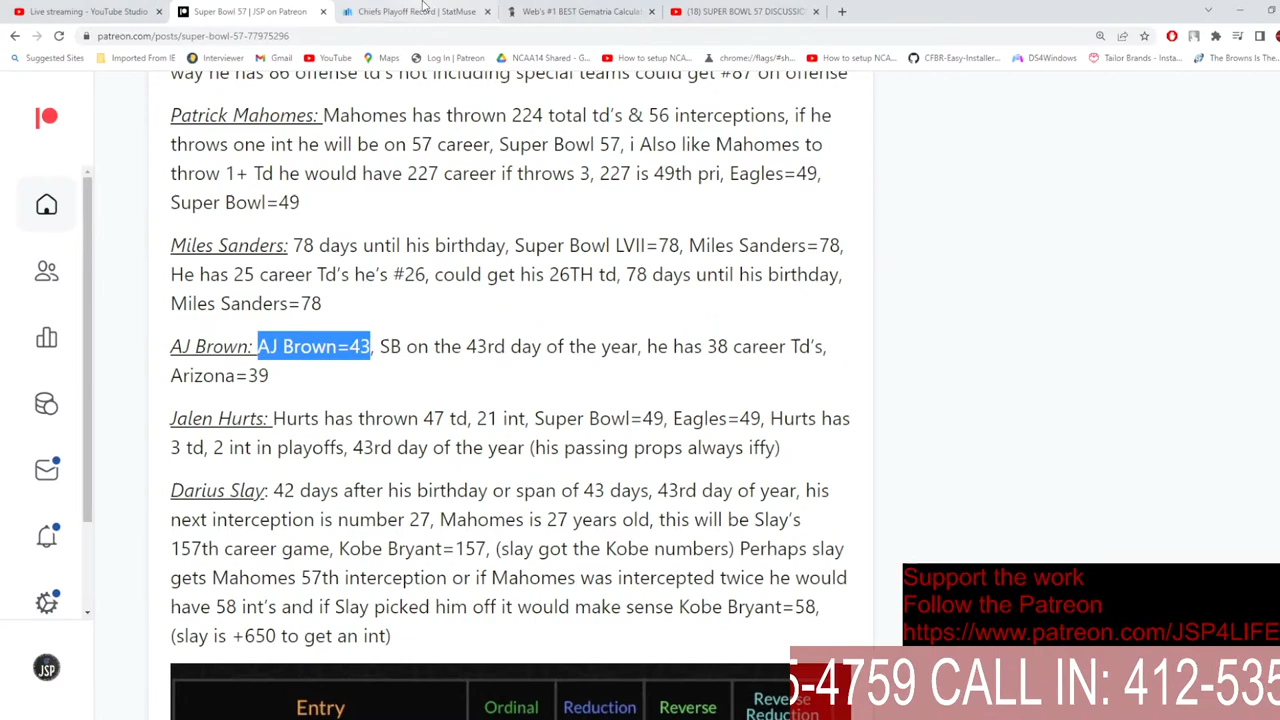 Live streaming - YouTube Studio
Super Bowl 57 | JSP on Patreon
Chiefs Playoff Record | StatMuse
Web's #1 BEST Gematria Calculat
(18) SUPER BOWL 57 DISCUSSIO
patreon.com/posts/super-bowl-57-77975296
Suggested Sites
Imported From IE
Interviewer
Gmail
YouTube
Maps
Log In | Patreon
NCAA14 Shared - G...
How to setup NCA...
chrome://flags/#sh...
How to setup NCA...
CFBR-Easy-Installer...
DS4Windows
Tailor Brands - Insta...
The Browns Is The...
way he has 86 offense td's not including special teams could get #87 on offense
Patrick Mahomes: Mahomes has thrown 224 total td's & 56 interceptions, if he
throws one int he will be on 57 career, Super Bowl 57, i Also like Mahomes to
throw 1+ Td he would have 227 career if throws 3, 227 is 49th pri, Eagles=49,
Super Bowl=49
Miles Sanders: 78 days until his birthday, Super Bowl LVII=78, Miles Sanders=78,
He has 25 career Td's he's #26, could get his 26TH td, 78 days until his birthday,
Miles Sanders=78
AJ Brown: AJ Brown=43, SB on the 43rd day of the year, he has 38 career Td's,
Arizona=39
Jalen Hurts: Hurts has thrown 47 td, 21 int, Super Bowl=49, Eagles=49, Hurts has
3 td, 2 int in playoffs, 43rd day of the year (his passing props always iffy)
Darius Slay: 42 days after his birthday or span of 43 days, 43rd day of year, his
next interception is number 27, Mahomes is 27 years old, this will be Slay's
157th career game, Kobe Bryant=157, (slay got the Kobe numbers) Perhaps slay
gets Mahomes 57th interception or if Mahomes was intercepted twice he would
have 58 int's and if Slay picked him off it would make sense Kobe Bryant=58,
(slay is +650 to get an int)
Entry Ordinal Reduction Reverse Reverse
Reduction
JSP
Support the work
Follow the Patreon
https://www.patreon.com/JSP4LIFE
5-4759 CALL IN: 412-535